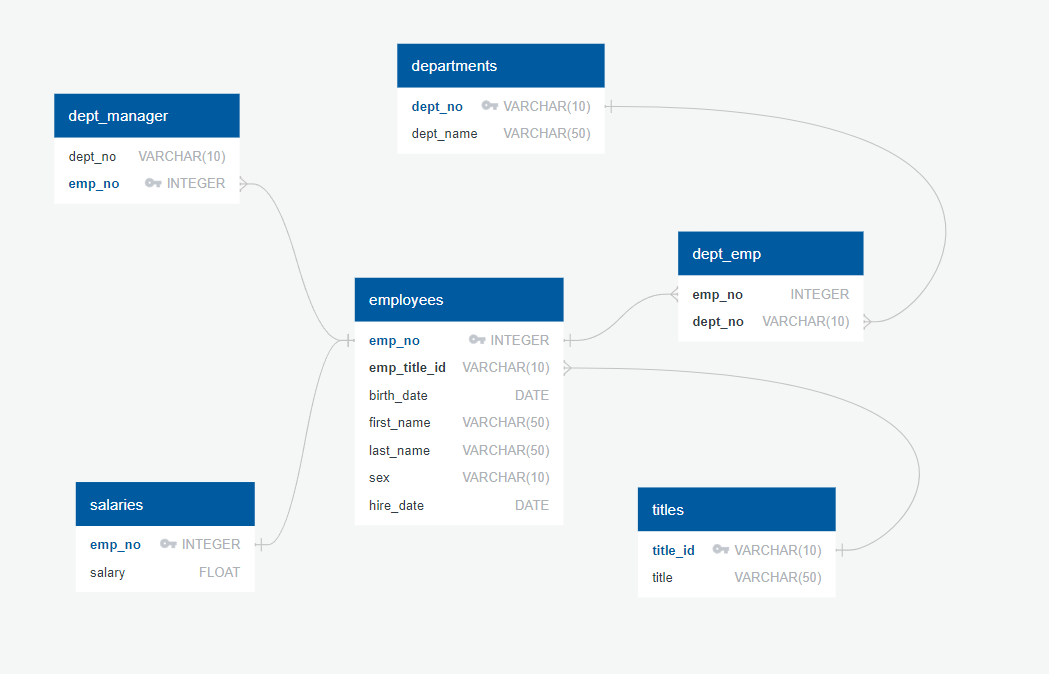 departments
dept_no VARCHAR(10)
dept_name VARCHAR(50)
dept_manager
dept_no VARCHAR(10)
emp_no INTEGER
dept_emp
emp_no INTEGER
dept_no VARCHAR(10)
employees
emp_no INTEGER
emp_title_id VARCHAR(10)
birth_date DATE
first_name VARCHAR(50)
last_name VARCHAR(50)
sex VARCHAR(10)
hire_date DATE
salaries
emp_no INTEGER
salary FLOAT
titles
title_id VARCHAR(10)
title VARCHAR(50)